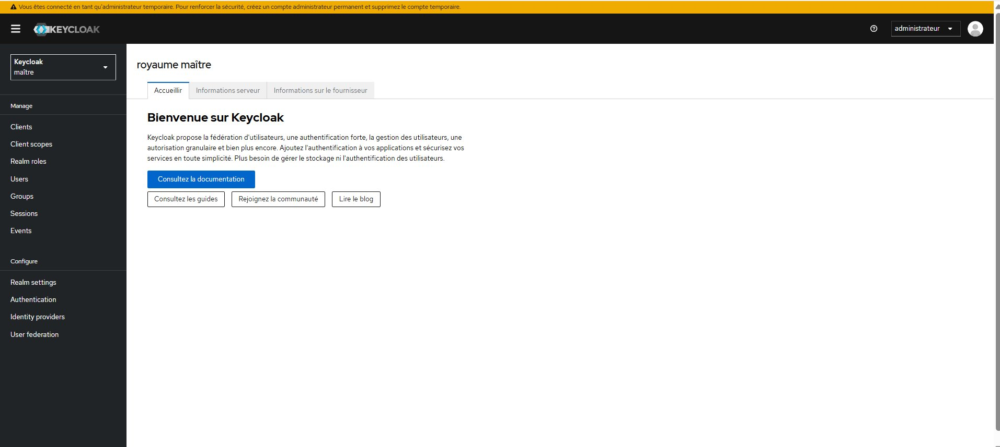 Vous êtes connecté en tant qu'administrateur temporaire. Pour renforcer la sécurité, créez un compte administrateur permanent et supprimez le compte temporaire.
KEYCLOAK
administrateur
Keycloak
maître
Manage
Clients
Client scopes
Realm roles
Users
Groups
Sessions
Events
Configure
Realm settings
Authentication
Identity providers
User federation
royaume maître
Accueillir
Informations serveur
Informations sur le fournisseur
Bienvenue sur Keycloak
Keycloak propose la fédération d'utilisateurs, une authentification forte, la gestion des utilisateurs, une
autorisation granulaire et bien plus encore. Ajoutez l'authentification à vos applications et sécurisez vos
services en toute simplicité. Plus besoin de gérer le stockage ni l'authentification des utilisateurs.
Consultez la documentation
Consultez les guides
Rejoignez la communauté
Lire le blog